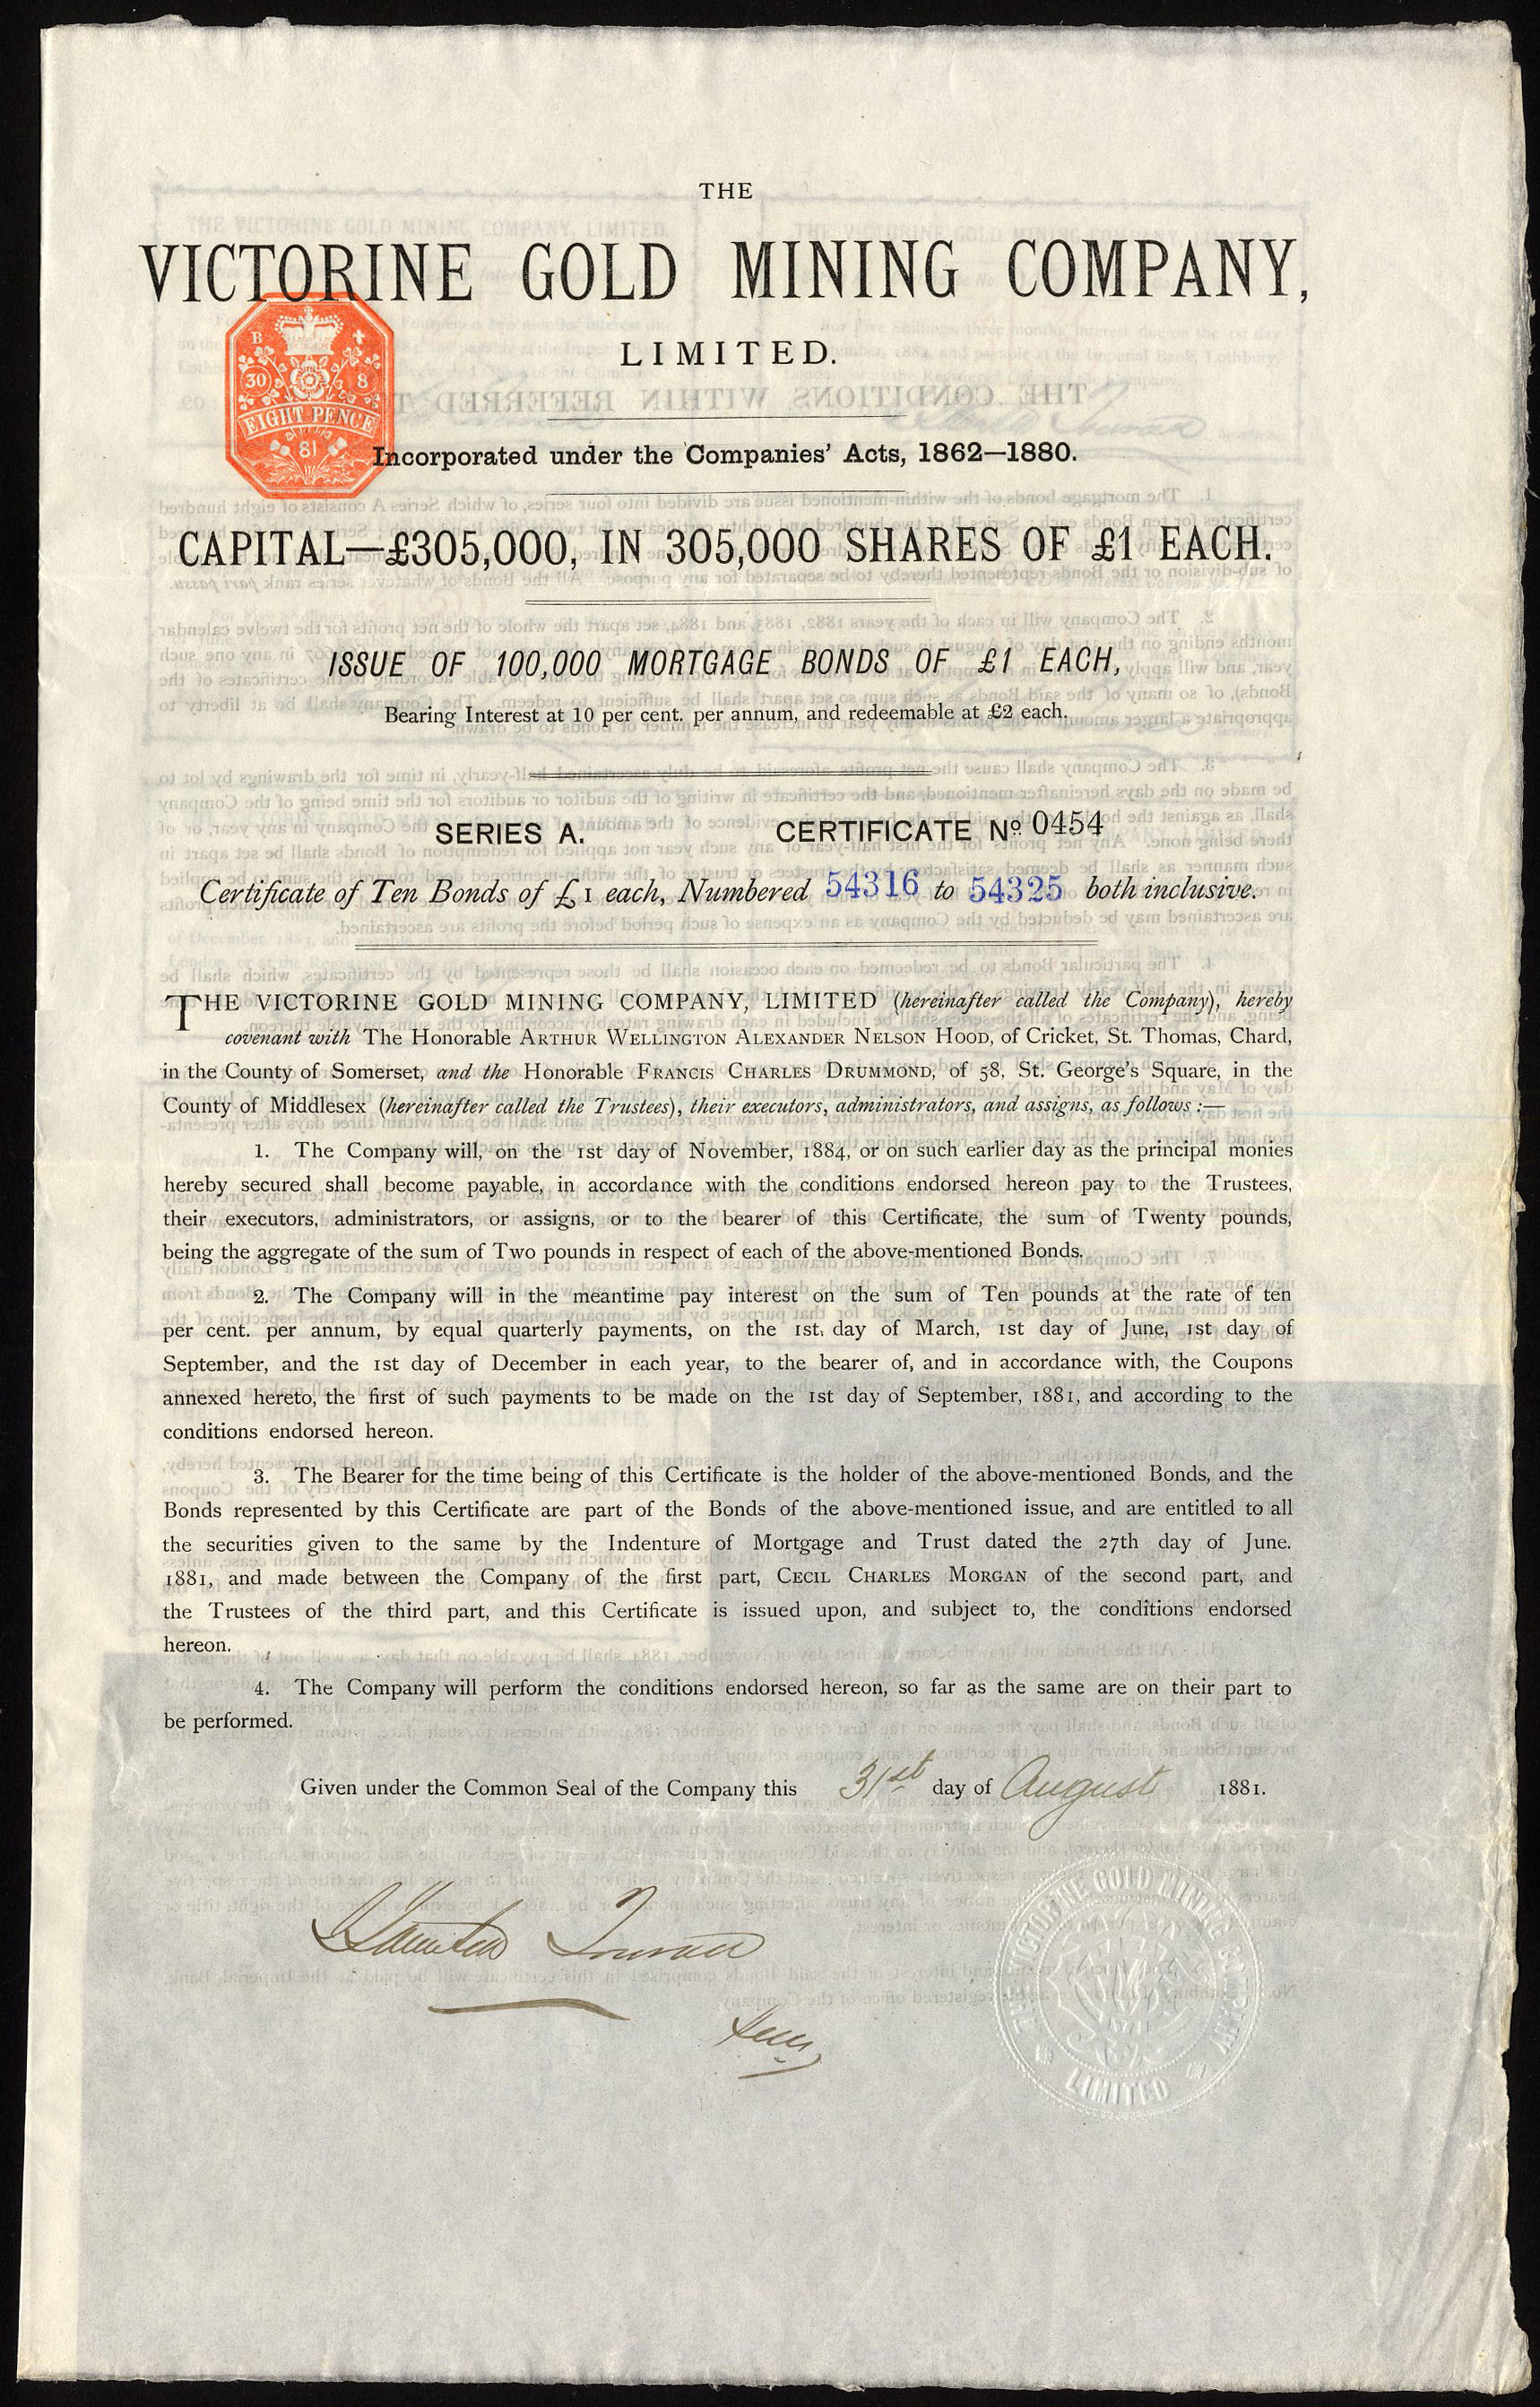 THE
VICTORINE GOLD MINING COMPANY,
LIMITED.
B
30 8
EIGHT PENCE
81
Incorporated under the Companies' Acts, 1862—1880.
CAPITAL—£305,000, IN 305,000 SHARES OF £1 EACH.
ISSUE OF 100,000 MORTGAGE BONDS OF £1 EACH,
Bearing Interest at 10 per cent. per annum, and redeemable at £2 each.
SERIES A. CERTIFICATE Nº 0454
Certificate of Ten Bonds of £1 each, Numbered 54316 to 54325 both inclusive.
THE VICTORINE GOLD MINING COMPANY, LIMITED (hereinafter called the Company), hereby
covenant with The Honorable ARTHUR WELLINGTON ALEXANDER NELSON HOOD, of Cricket, St. Thomas, Chard,
in the County of Somerset, and the Honorable FRANCIS CHARLES DRUMMOND, of 58, St. George's Square, in the
County of Middlesex (hereinafter called the Trustees), their executors, administrators, and assigns, as follows :—
1. The Company will, on the 1st day of November, 1884, or on such earlier day as the principal monies
hereby secured shall become payable, in accordance with the conditions endorsed hereon pay to the Trustees,
their executors, administrators, or assigns, or to the bearer of this Certificate, the sum of Twenty pounds,
being the aggregate of the sum of Two pounds in respect of each of the above-mentioned Bonds.
2. The Company will in the meantime pay interest on the sum of Ten pounds at the rate of ten
per cent. per annum, by equal quarterly payments, on the 1st, day of March, 1st day of June, 1st day of
September, and the 1st day of December in each year, to the bearer of, and in accordance with, the Coupons
annexed hereto, the first of such payments to be made on the 1st day of September, 1881, and according to the
conditions endorsed hereon.
3. The Bearer for the time being of this Certificate is the holder of the above-mentioned Bonds, and the
Bonds represented by this Certificate are part of the Bonds of the above-mentioned issue, and are entitled to all
the securities given to the same by the Indenture of Mortgage and Trust dated the 27th day of June.
1881, and made between the Company of the first part, CECIL CHARLES MORGAN of the second part, and
the Trustees of the third part, and this Certificate is issued upon, and subject to, the conditions endorsed
hereon.
4. The Company will perform the conditions endorsed hereon, so far as the same are on their part to
be performed.
Given under the Common Seal of the Company this 31st day of August 1881.
THE VICTORINE GOLD MINING COMPANY
LIMITED